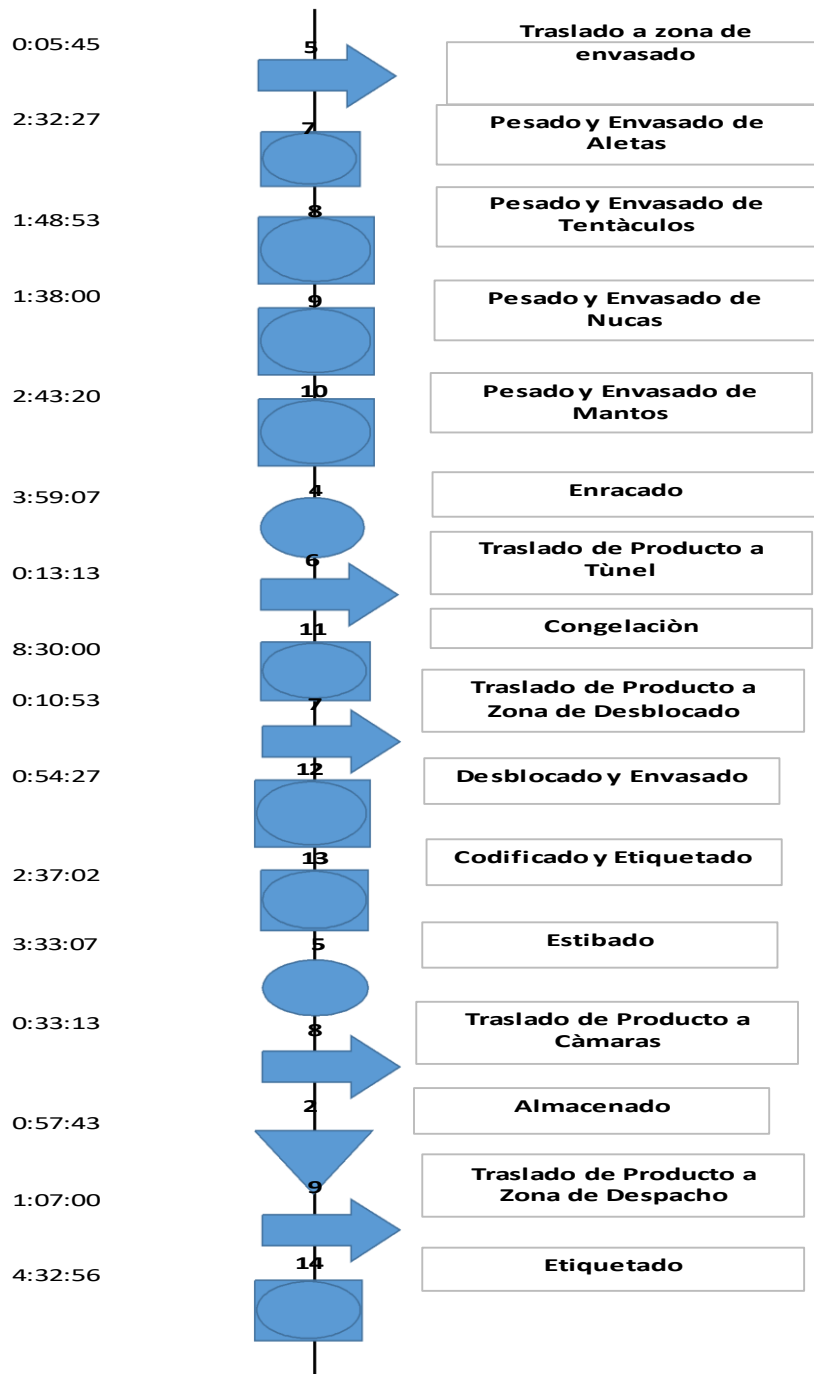 0:05:45
5
Traslado a zona de
envasado
2:32:27
7
Pesado y Envasado de
Aletas
1:48:53
8
Pesado y Envasado de
Tentàculos
1:38:00
9
Pesado y Envasado de
Nucas
2:43:20
10
Pesado y Envasado de
Mantos
3:59:07
4
Enracado
0:13:13
6
Traslado de Producto a
Tùnel
8:30:00
11
Congelaciòn
0:10:53
7
Traslado de Producto a
Zona de Desblocado
0:54:27
12
Desblocado y Envasado
2:37:02
13
Codificado y Etiquetado
3:33:07
5
Estibado
0:33:13
8
Traslado de Producto a
Càmaras
0:57:43
2
Almacenado
1:07:00
9
Traslado de Producto a
Zona de Despacho
4:32:56
14
Etiquetado